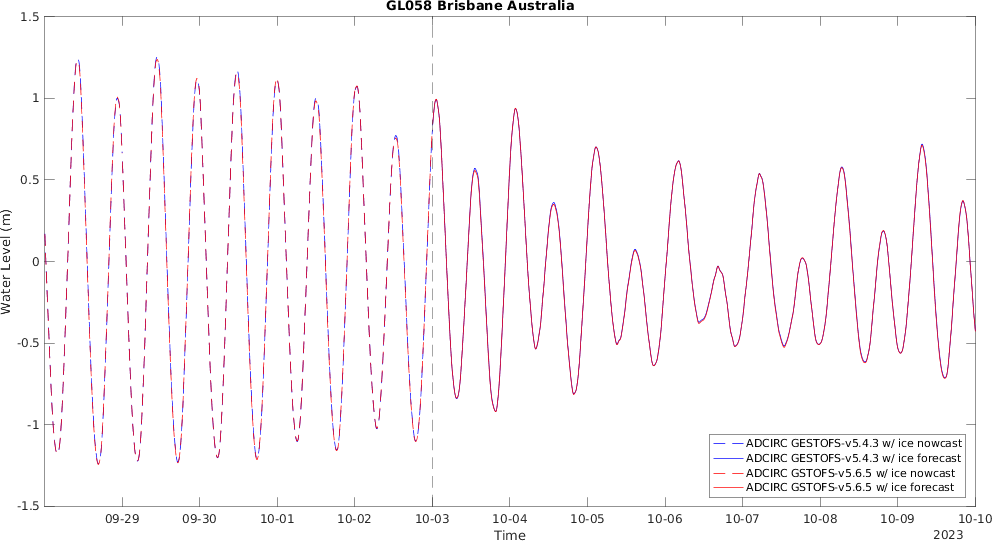 GL058 Brisbane Australia
Water Level (m)
1.5
1
0.5
0
-0.5
-1
-1.5
ADCIRC GESTOFS-v5.4.3 w/ ice nowcast
ADCIRC GESTOFS-v5.4.3 w/ ice forecast
ADCIRC GSTOFS-v5.6.5 w/ ice nowcast
ADCIRC GSTOFS-v5.6.5 w/ ice forecast
09-29 09-30 10-01 10-02 10-03 10-04 10-05 10-06 10-07 10-08 10-09 10-10
Time
2023